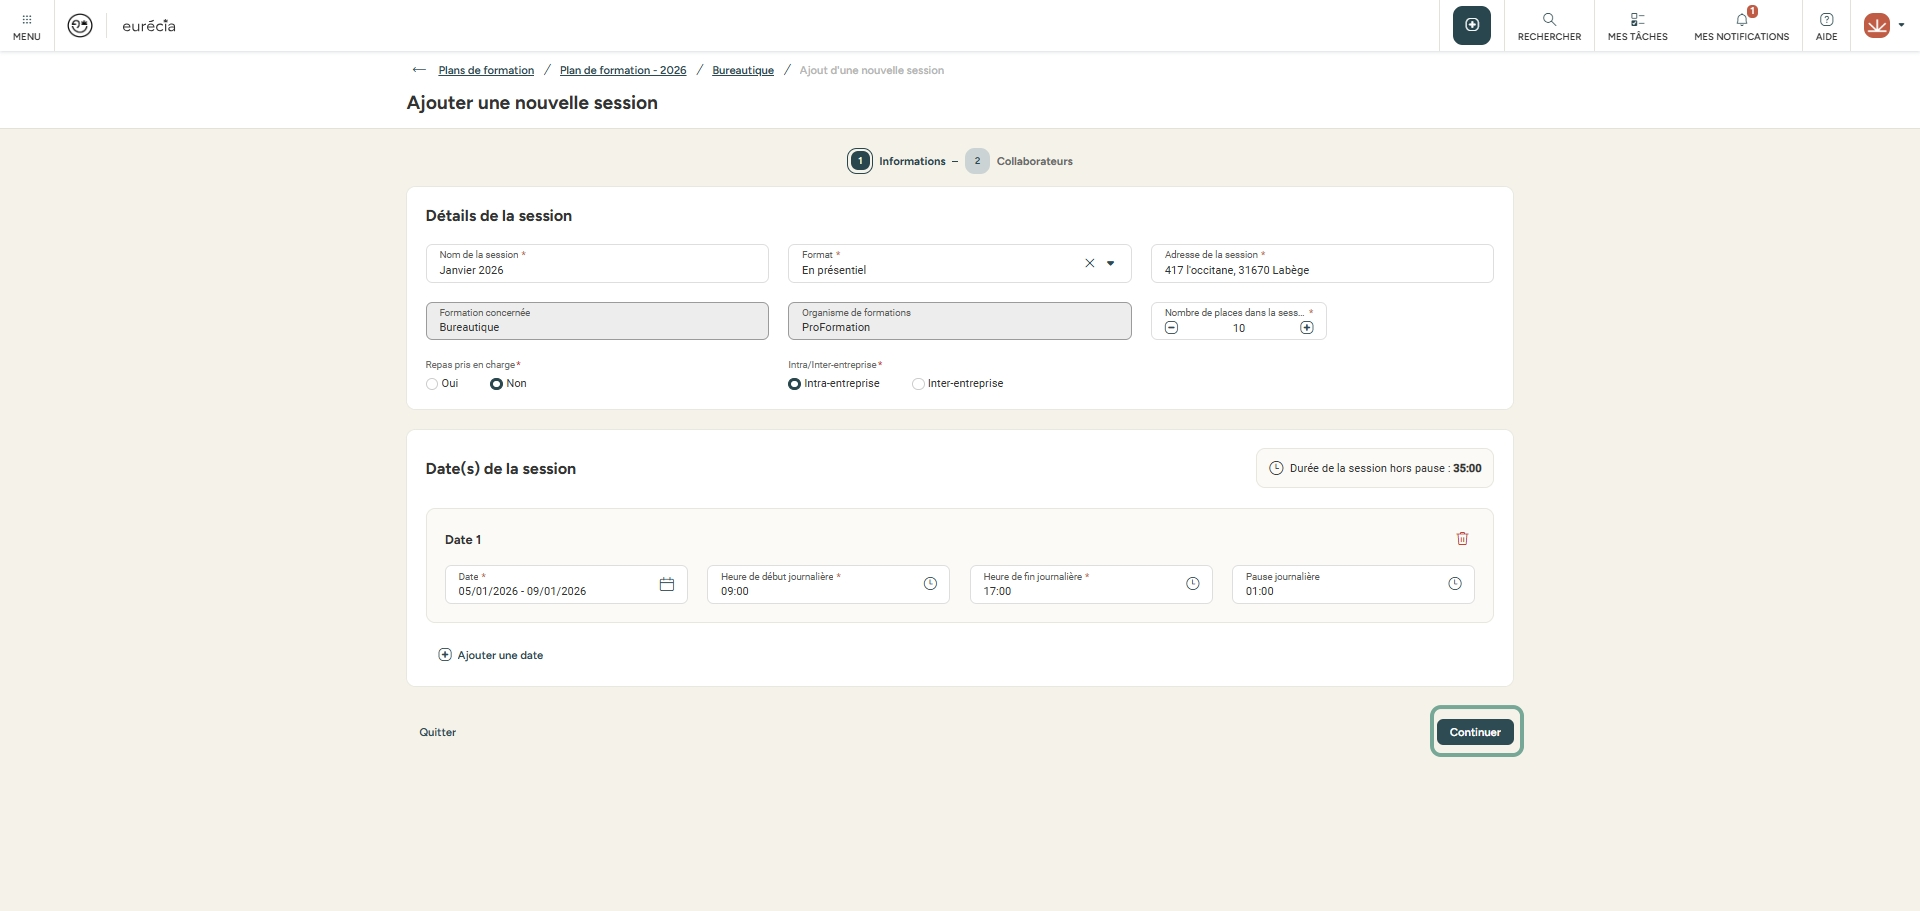 MENU
eurécia
RECHERCHER
MES TÂCHES
1
MES NOTIFICATIONS
AIDE
← Plans de formation / Plan de formation - 2026 / Bureautique / Ajout d'une nouvelle session
Ajouter une nouvelle session
1 Informations – 2 Collaborateurs
Détails de la session
Nom de la session *
Janvier 2026
Format *
En présentiel
Adresse de la session *
417 l'occitane, 31670 Labège
Formation concernée
Bureautique
Organisme de formations
ProFormation
Nombre de places dans la sess... *
10
Repas pris en charge*
Oui Non
Intra/Inter-entreprise*
Intra-entreprise Inter-entreprise
Date(s) de la session
Durée de la session hors pause : 35:00
Date 1
Date *
05/01/2026 - 09/01/2026
Heure de début journalière *
09:00
Heure de fin journalière *
17:00
Pause journalière
01:00
Ajouter une date
Quitter
Continuer